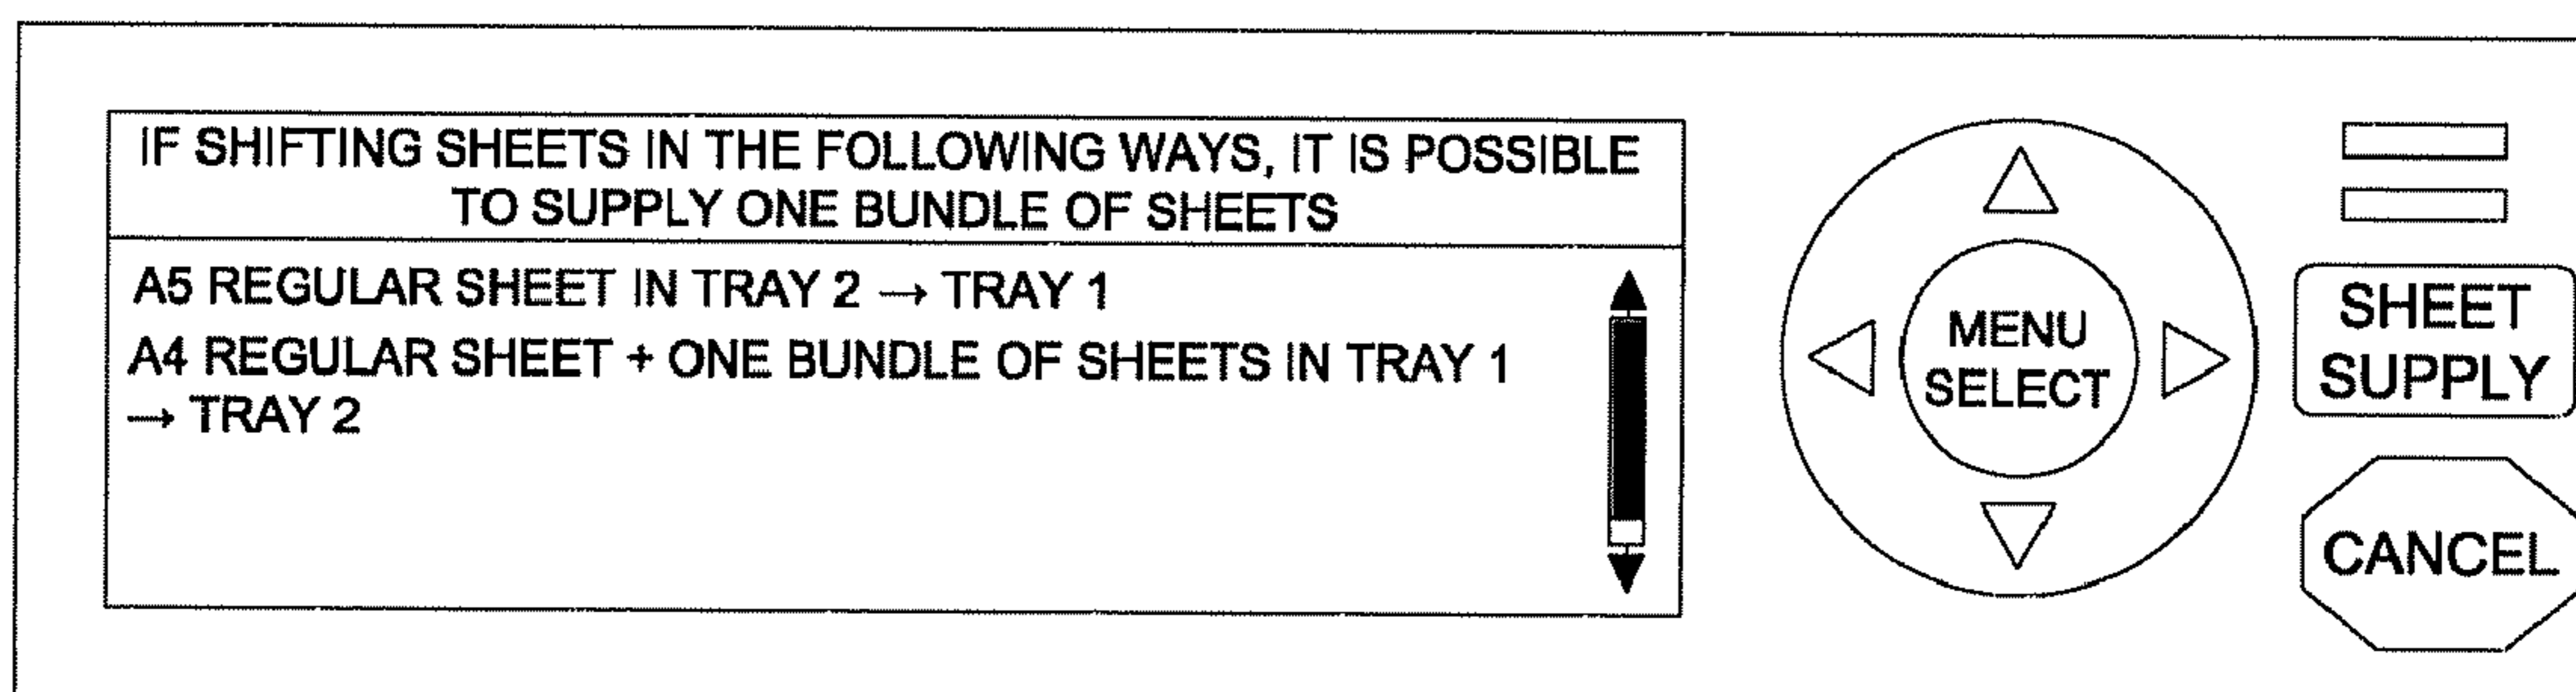 IF SHIFTING SHEETS IN THE FOLLOWING WAYS, IT IS POSSIBLE
TO SUPPLY ONE BUNDLE OF SHEETS
A5 REGULAR SHEET IN TRAY 2 → TRAY 1
A4 REGULAR SHEET + ONE BUNDLE OF SHEETS IN TRAY 1
→ TRAY 2
MENU
SELECT
SHEET
SUPPLY
CANCEL